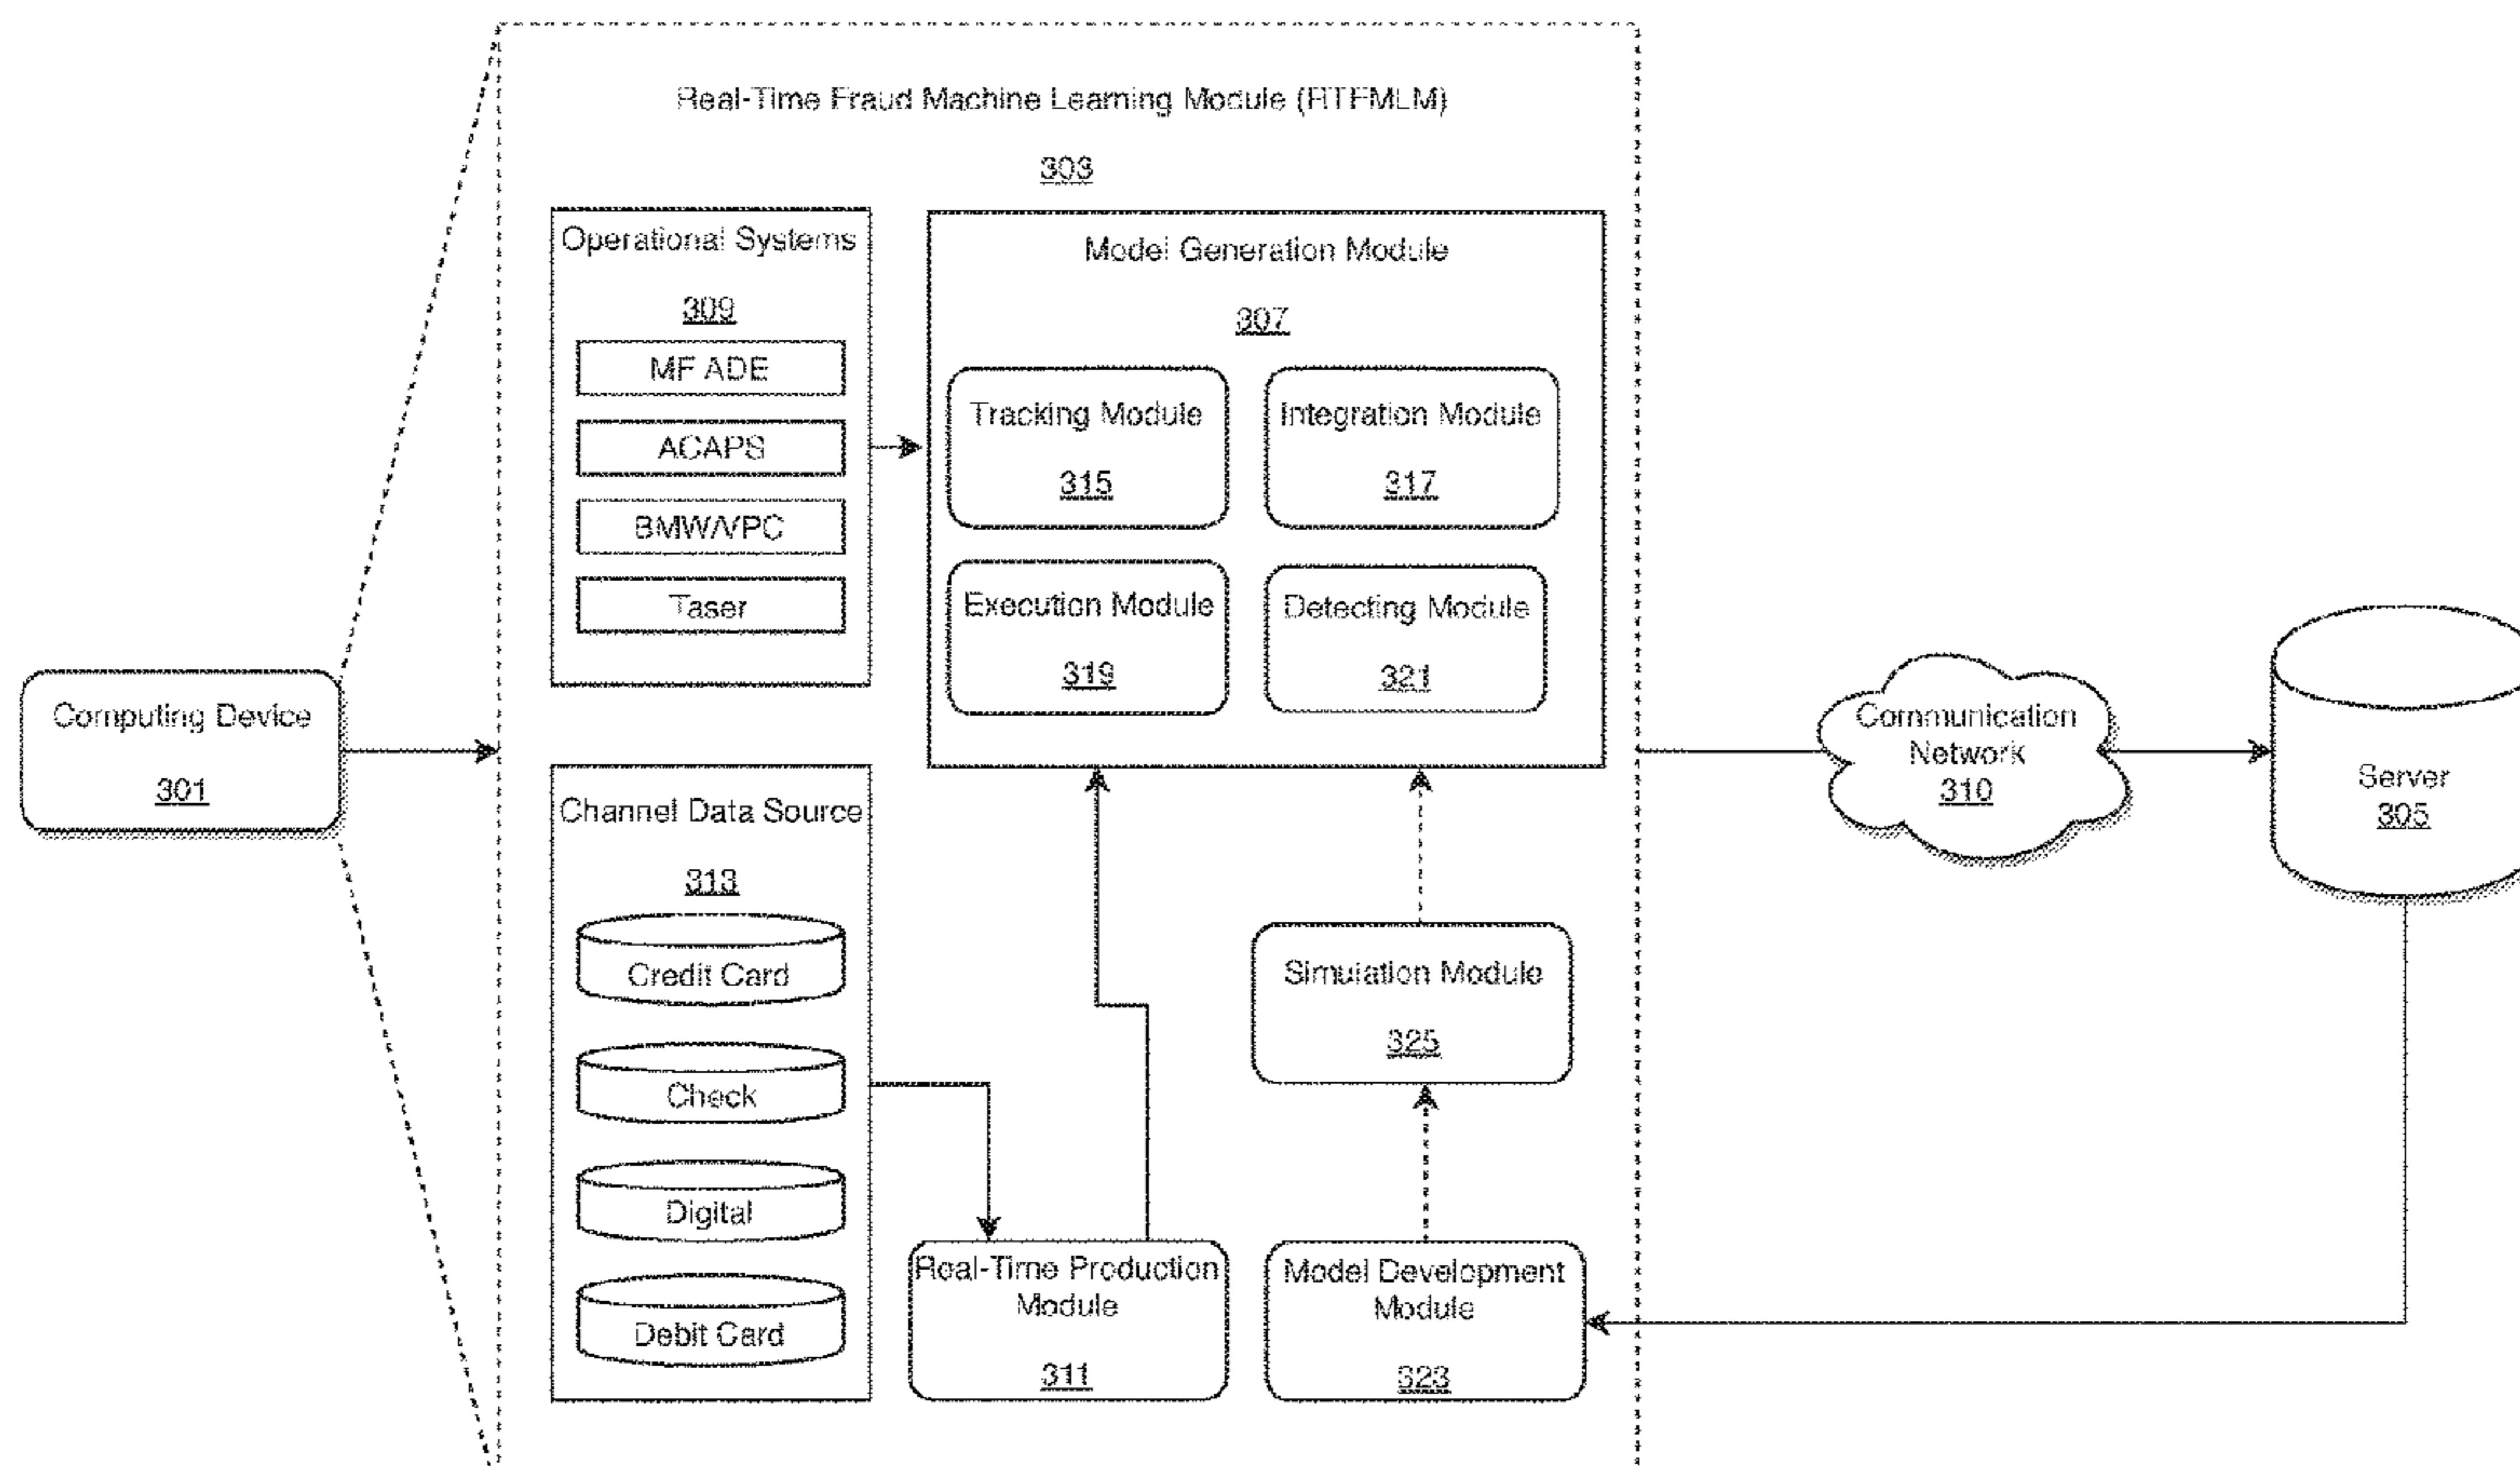 Real-Time Fraud Machine Learning Module (RTFMLM)
303
Operational Systems
309
MF ADE
ACAPS
BMW/VPC
Taser
Model Generation Module
307
Tracking Module
315
Integration Module
317
Execution Module
319
Detecting Module
321
Computing Device
301
Channel Data Source
313
Credit Card
Check
Digital
Debit Card
Real-Time Production
Module
311
Simulation Module
325
Model Development
Module
323
Communication
Network
310
Server
305